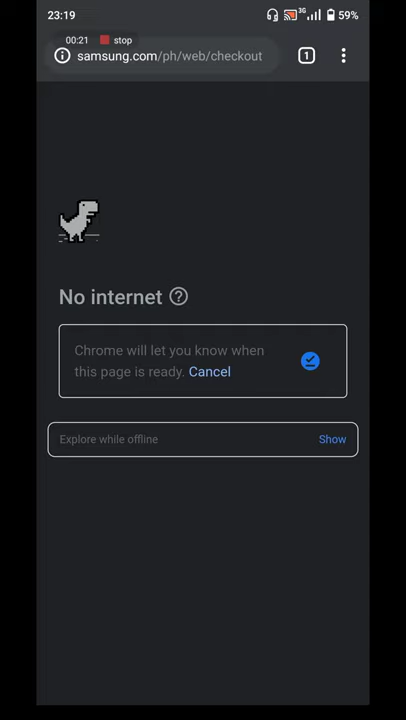 23:19
3G
59%
00:21 stop
samsung.com/ph/web/checkout
1
No internet
Chrome will let you know when
this page is ready. Cancel
Explore while offline
Show